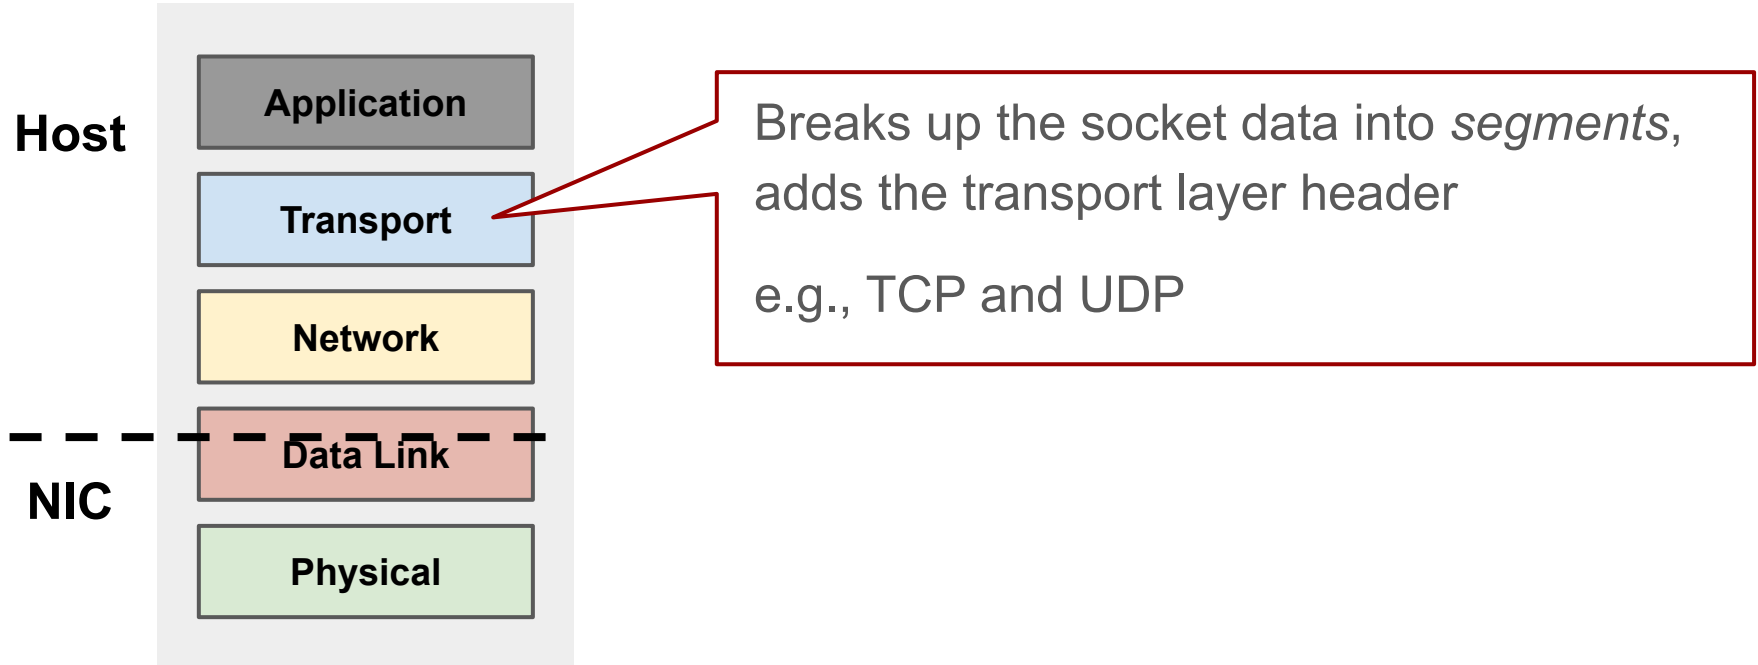 Host
Application
Transport
Network
Data Link
NIC
Physical
Breaks up the socket data into segments,
adds the transport layer header
e.g., TCP and UDP